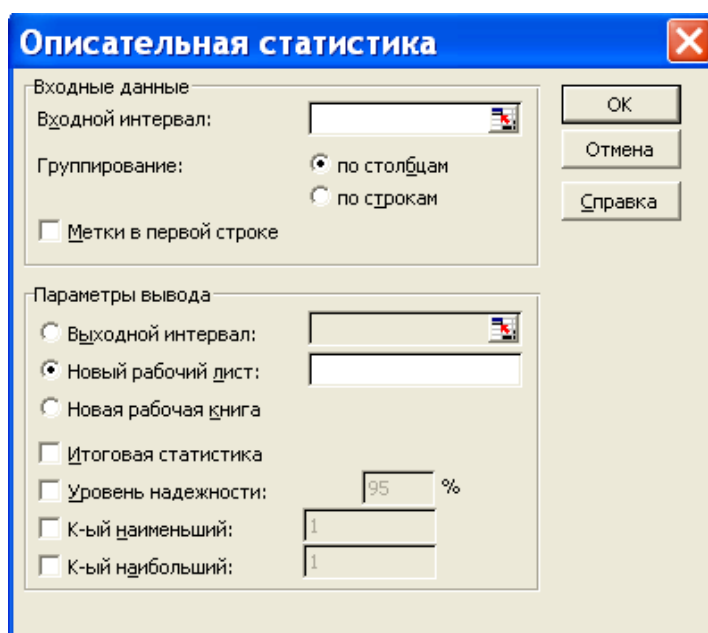 Описательная статистика
Входные данные
Входной интервал:
Группирование:
по столбцам
по строкам
Метки в первой строке
OK
Отмена
Справка
Параметры вывода
Выходной интервал:
Новый рабочий лист:
Новая рабочая книга
Итоговая статистика
Уровень надежности: 95 %
К-ый наименьший: 1
К-ый наибольший: 1